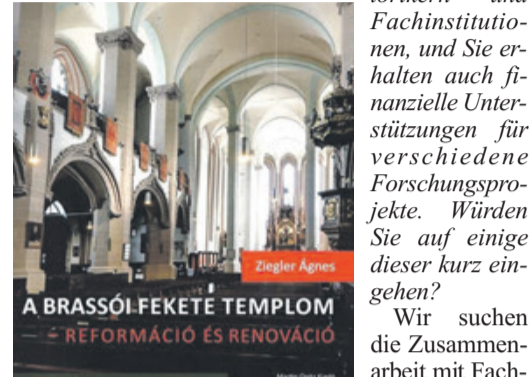 Ziegler Ágnes
A BRASSÓI FEKETE TEMPLOM
– REFORMÁCIÓ ÉS RENOVÁCIÓ
torikern und
Fachinstitutio-
nen, und Sie er-
halten auch fi-
nanzielle Unter-
stützungen für
verschiedene
Forschungspro-
jekte. Würden
Sie auf einige
dieser kurz ein-
gehen?
Wir suchen
die Zusammen-
arbeit mit Fach-